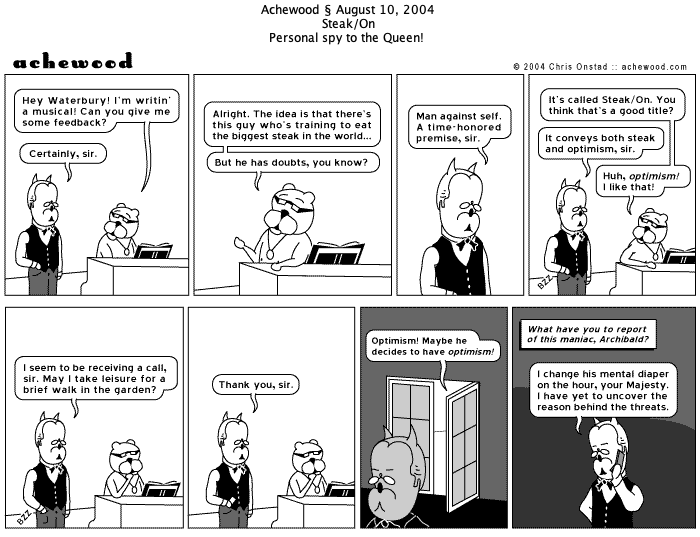 Achewood § August 10, 2004
Steak/On
Personal spy to the Queen!
achewood
© 2004 Chris Onstad :: achewood.com
Hey Waterbury! I'm writin'
a musical! Can you give me
some feedback?
Certainly, sir.
Alright. The idea is that there's
this guy who's training to eat
the biggest steak in the world...
But he has doubts, you know?
Man against self.
A time-honored
premise, sir.
It's called Steak/On. You
think that's a good title?
It conveys both steak
and optimism, sir.
Huh, optimism!
I like that!
BZZ
I seem to be receiving a call,
sir. May I take leisure for a
brief walk in the garden?
BZZ
Thank you, sir.
Optimism! Maybe he
decides to have optimism!
What have you to report
of this maniac, Archibald?
I change his mental diaper
on the hour, your Majesty.
I have yet to uncover the
reason behind the threats.